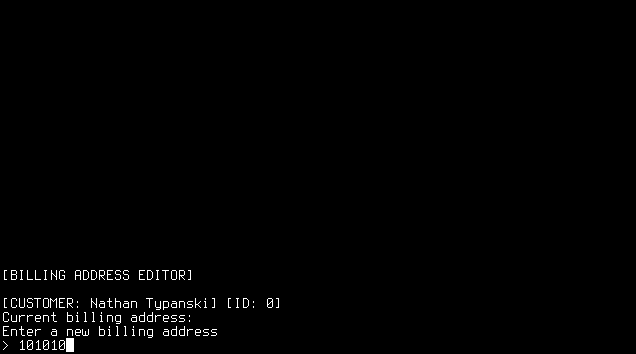 [BILLING ADDRESS EDITOR]
[CUSTOMER: Nathan Typanski] [ID: 0]
Current billing address:
Enter a new billing address
> 101010